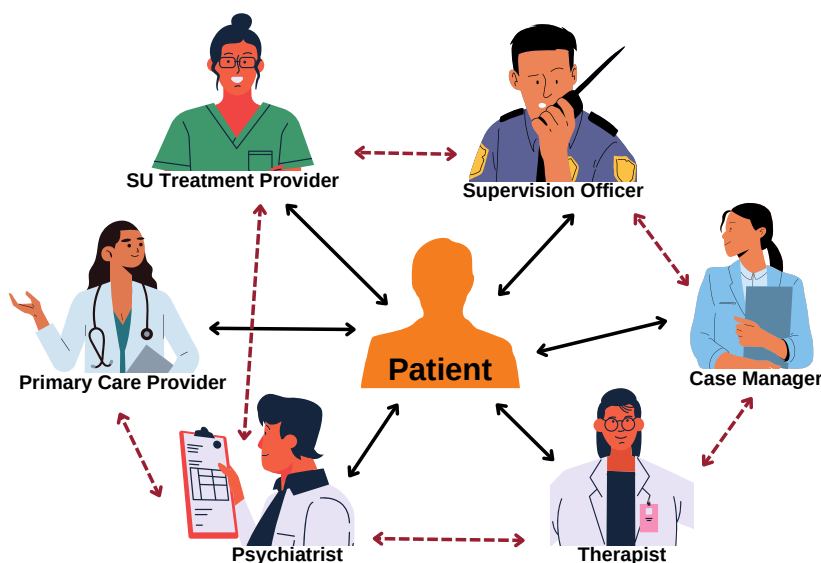 SU Treatment Provider
Supervision Officer
Primary Care Provider
Patient
Case Manager
Psychiatrist
Therapist